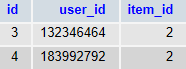 id user_id item_id
3 132346464 2
4 183992792 2